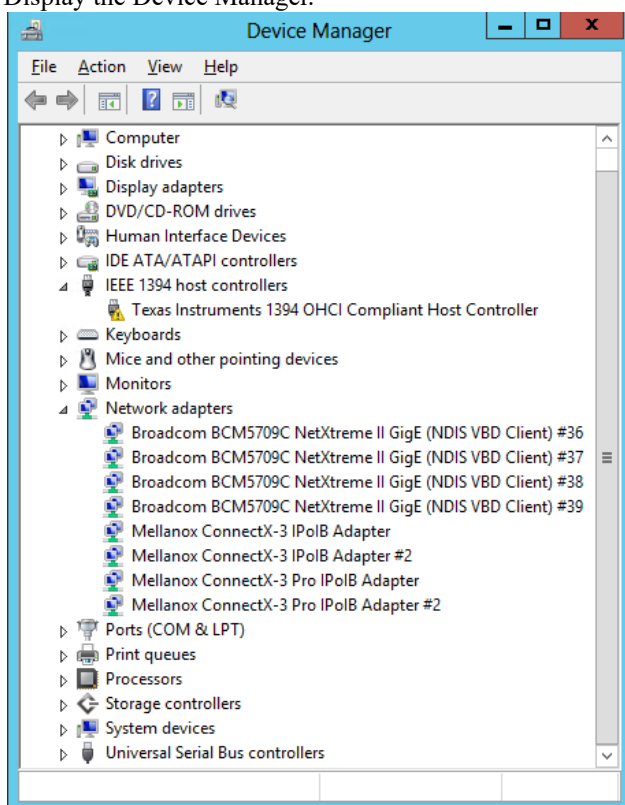 Display the Device Manager.
Device Manager
File Action View Help
Computer
Disk drives
Display adapters
DVD/CD-ROM drives
Human Interface Devices
IDE ATA/ATAPI controllers
IEEE 1394 host controllers
Texas Instruments 1394 OHCI Compliant Host Controller
Keyboards
Mice and other pointing devices
Monitors
Network adapters
Broadcom BCM5709C NetXtreme II GigE (NDIS VBD Client) #36
Broadcom BCM5709C NetXtreme II GigE (NDIS VBD Client) #37
Broadcom BCM5709C NetXtreme II GigE (NDIS VBD Client) #38
Broadcom BCM5709C NetXtreme II GigE (NDIS VBD Client) #39
Mellanox ConnectX-3 IPoIB Adapter
Mellanox ConnectX-3 IPoIB Adapter #2
Mellanox ConnectX-3 Pro IPoIB Adapter
Mellanox ConnectX-3 Pro IPoIB Adapter #2
Ports (COM & LPT)
Print queues
Processors
Storage controllers
System devices
Universal Serial Bus controllers